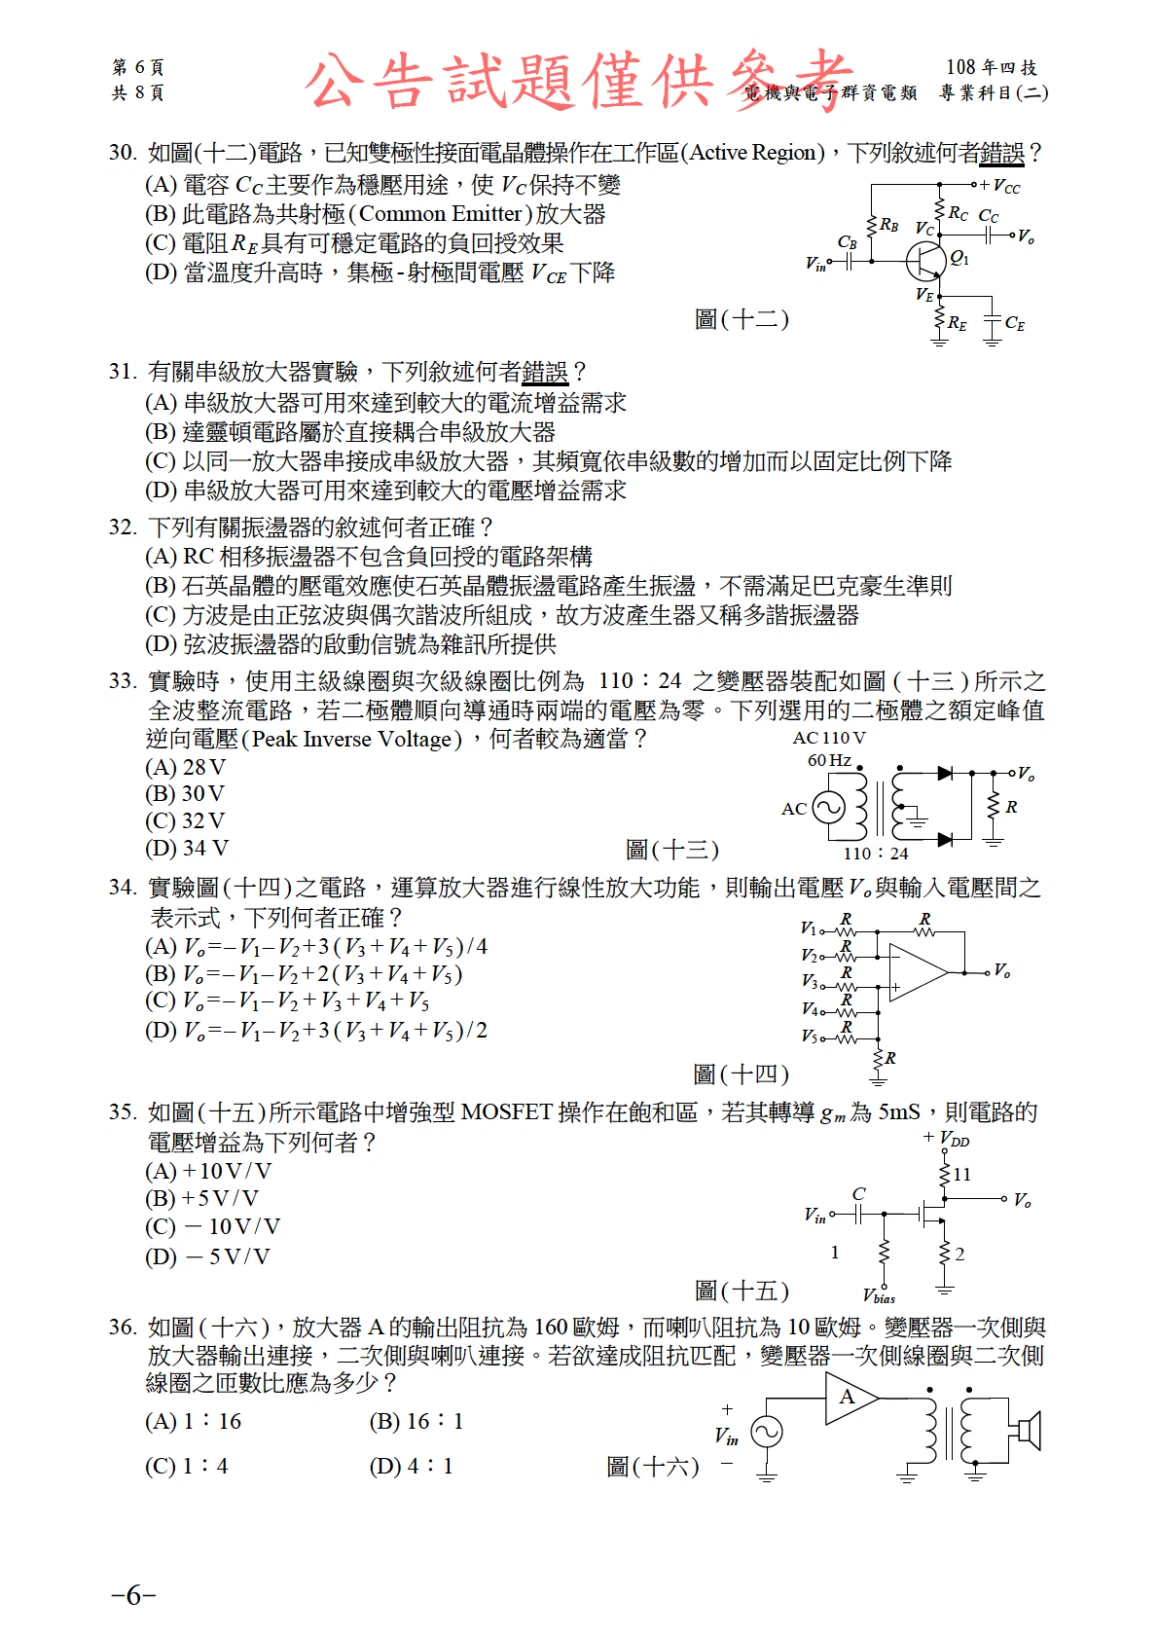 第 6 頁
共 8 頁
公告試題僅供參考
108 年四技
電機與電子群資電類 專業科目(二)
30. 如圖(十二)電路，已知雙極性接面電晶體操作在工作區(Active Region)，下列敘述何者錯誤？
(A) 電容 CC主要作為穩壓用途，使 VC保持不變
(B) 此電路為共射極(Common Emitter)放大器
(C) 電阻RE具有可穩定電路的負回授效果
(D) 當溫度升高時，集極-射極間電壓 VCE下降
+VCC
RC
CC
RB
VC
Vo
CB
Vin
Q1
VE
RE
CE
圖(十二)
31. 有關串級放大器實驗，下列敘述何者錯誤？
(A) 串級放大器可用來達到較大的電流增益需求
(B) 達靈頓電路屬於直接耦合串級放大器
(C) 以同一放大器串接成串級放大器，其頻寬依串級數的增加而以固定比例下降
(D) 串級放大器可用來達到較大的電壓增益需求
32. 下列有關振盪器的敘述何者正確？
(A) RC 相移振盪器不包含負回授的電路架構
(B) 石英晶體的壓電效應使石英晶體振盪電路產生振盪，不需滿足巴克豪生準則
(C) 方波是由正弦波與偶次諧波所組成，故方波產生器又稱多諧振盪器
(D) 弦波振盪器的啟動信號為雜訊所提供
33. 實驗時，使用主級線圈與次級線圈比例為 110：24 之變壓器裝配如圖(十三)所示之
全波整流電路，若二極體順向導通時兩端的電壓為零。下列選用的二極體之額定峰值
逆向電壓(Peak Inverse Voltage)，何者較為適當？
(A) 28V
(B) 30V
(C) 32V
(D) 34 V
AC 110 V
60 Hz
Vo
AC
R
110：24
圖(十三)
34. 實驗圖(十四)之電路，運算放大器進行線性放大功能，則輸出電壓Vo與輸入電壓間之
表示式，下列何者正確？
(A) Vo=−V1−V2+3(V3+V4+V5)/4
(B) Vo=−V1−V2+2(V3+V4+V5)
(C) Vo=−V1−V2+V3+V4+V5
(D) Vo=−V1−V2+3(V3+V4+V5)/2
V1
R
R
V2
R
−
V3
R
+
Vo
V4
R
V5
R
R
圖(十四)
35. 如圖(十五)所示電路中增強型 MOSFET 操作在飽和區，若其轉導 gm為 5mS，則電路的
電壓增益為下列何者？
(A) +10V/V
(B) +5V/V
(C) −10V/V
(D) −5V/V
+VDD
11
C
Vo
Vin
1
2
Vbias
圖(十五)
36. 如圖(十六)，放大器 A 的輸出阻抗為 160 歐姆，而喇叭阻抗為 10 歐姆。變壓器一次側與
放大器輸出連接，二次側與喇叭連接。若欲達成阻抗匹配，變壓器一次側線圈與二次側
線圈之匝數比應為多少？
(A) 1：16 (B) 16：1
(C) 1：4 (D) 4：1
A
+
Vin
−
圖(十六)
−6−